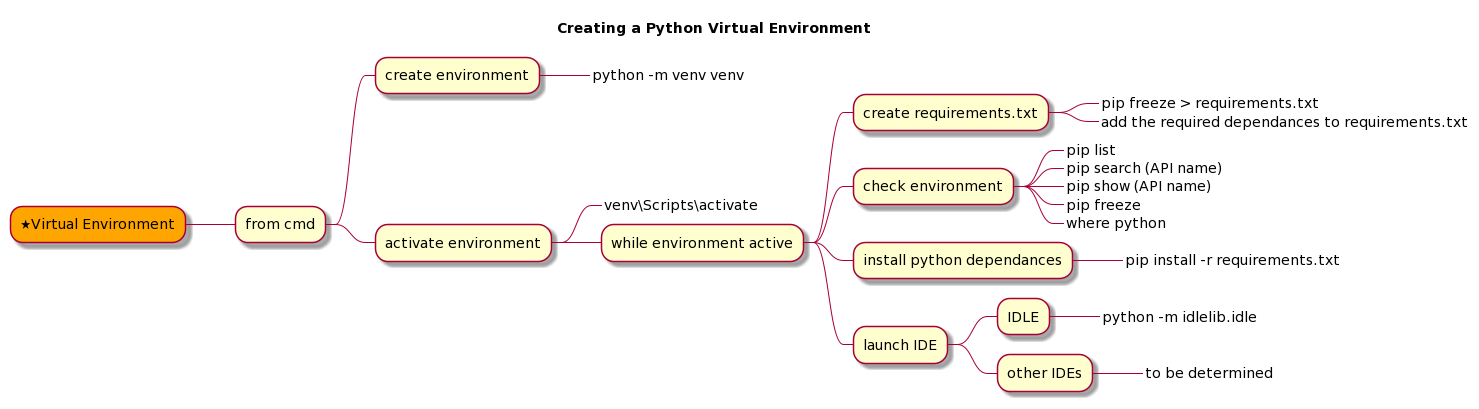 Creating a Python Virtual Environment
★Virtual Environment
from cmd
create environment
python -m venv venv
activate environment
venv\Scripts\activate
while environment active
create requirements.txt
pip freeze > requirements.txt
add the required dependances to requirements.txt
check environment
pip list
pip search (API name)
pip show (API name)
pip freeze
where python
install python dependances
pip install -r requirements.txt
launch IDE
IDLE
python -m idlelib.idle
other IDEs
to be determined